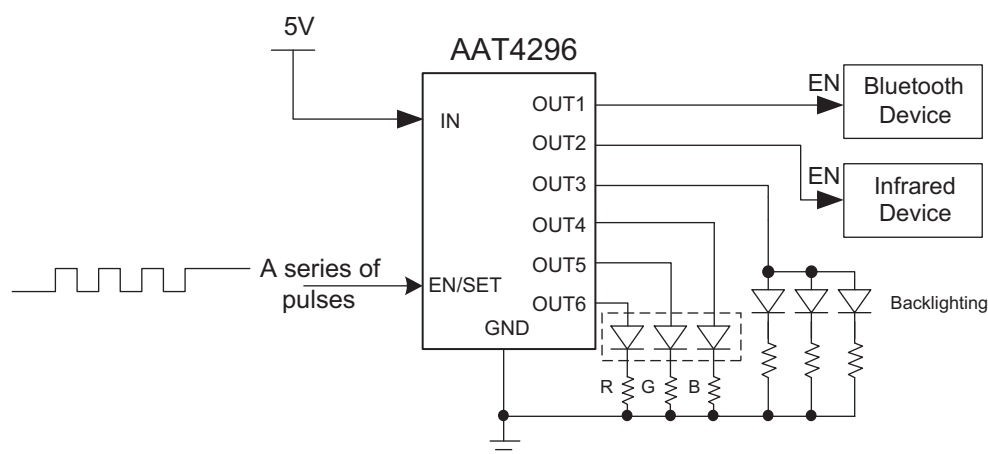 5V
AAT4296
IN
EN/SET
GND
OUT1
OUT2
OUT3
OUT4
OUT5
OUT6
A series of
pulses
EN
Bluetooth
Device
EN
Infrared
Device
Backlighting
R
G
B